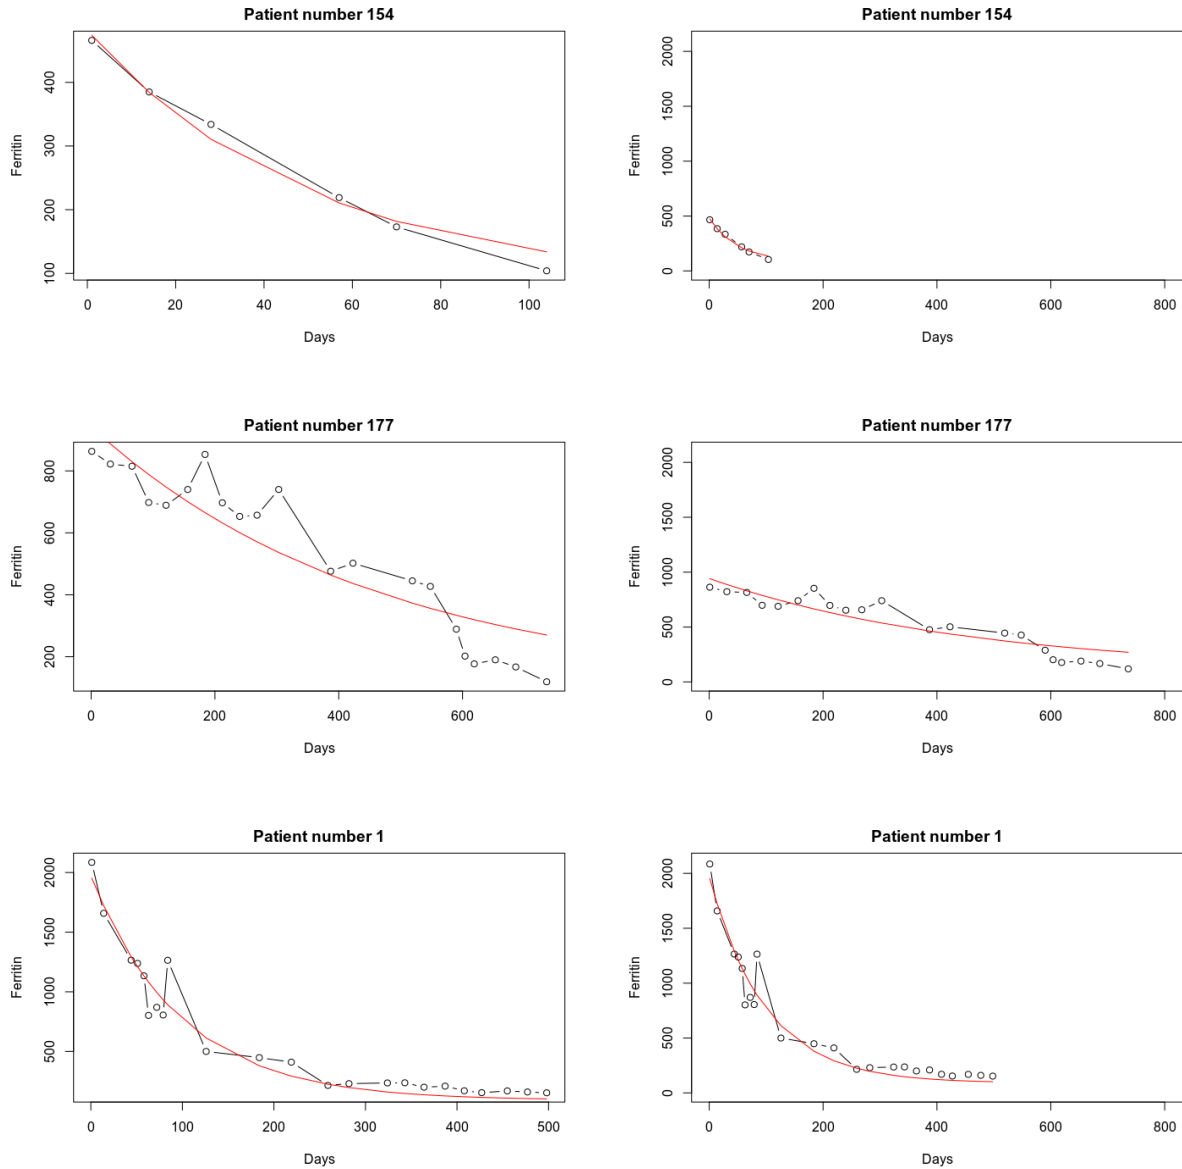 Patient number 154
Ferritin
400
300
200
100
0 20 40 60 80 100
Days
Patient number 154
Ferritin
2000
1500
1000
500
0
0 200 400 600 800
Days
Patient number 177
Ferritin
800
600
400
200
0 200 400 600
Days
Patient number 177
Ferritin
2000
1500
1000
500
0
0 200 400 600 800
Days
Patient number 1
Ferritin
2000
1500
1000
500
0 100 200 300 400 500
Days
Patient number 1
Ferritin
2000
1500
1000
500
0
0 200 400 600 800
Days